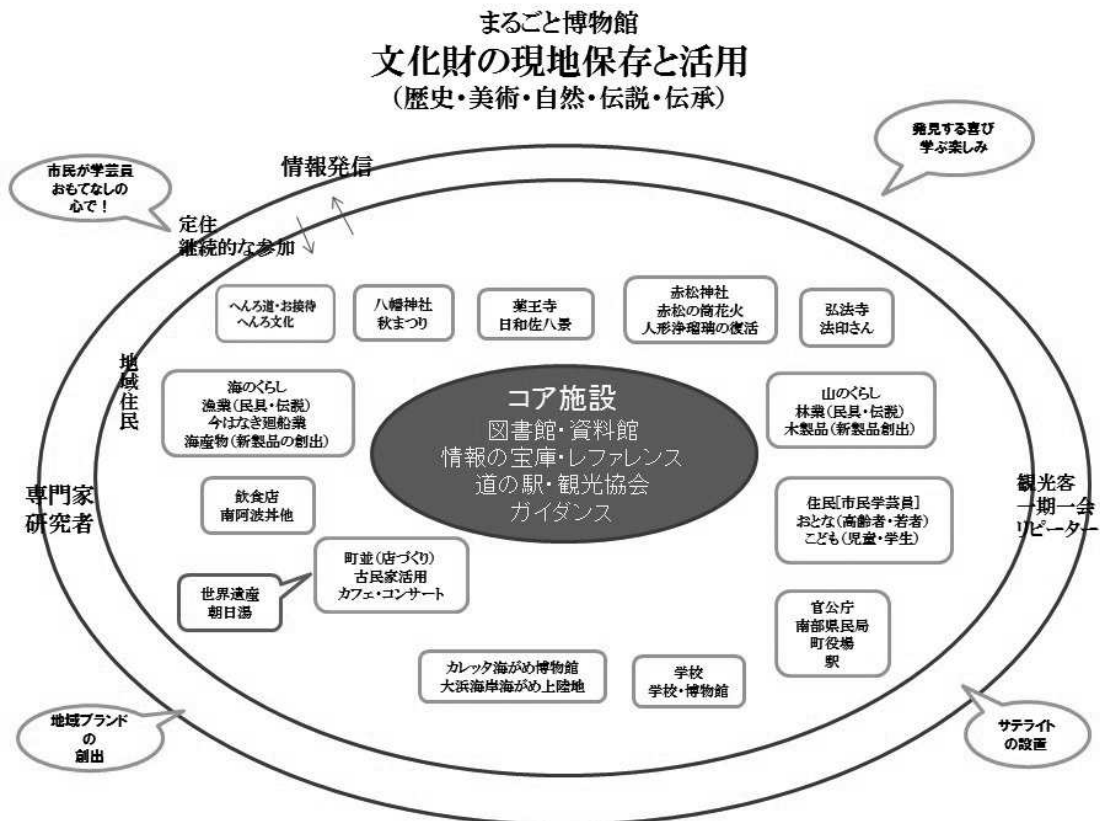 まるごと博物館
文化財の現地保存と活用
（歴史・美術・自然・伝説・伝承）
発見する喜び
学ぶ楽しみ
市民が学芸員
おもてなしの
心で！
情報発信
定住
継続的な参加
へんろ道・お接待
へんろ文化
八幡神社
秋まつり
薬王寺
日和佐八景
赤松神社
赤松の筒花火
人形浄瑠璃の復活
弘法寺
法印さん
地域住民
海のくらし
漁業（民具・伝説）
今はなき廻船業
海産物（新製品の創出）
コア施設
図書館・資料館
情報の宝庫・レファレンス
道の駅・観光協会
ガイダンス
山のくらし
林業（民具・伝説）
木製品（新製品創出）
専門家
研究者
飲食店
南阿波丼他
住民［市民学芸員］
おとな（高齢者・若者）
こども（児童・学生）
観光客
一期一会
リピーター
町並（店づくり）
古民家活用
カフェ・コンサート
世界遺産
朝日湯
官公庁
南部県民局
町役場
駅
カレッタ海がめ博物館
大浜海岸海がめ上陸地
学校
学校・博物館
地域ブランド
の
創出
サテライト
の設置